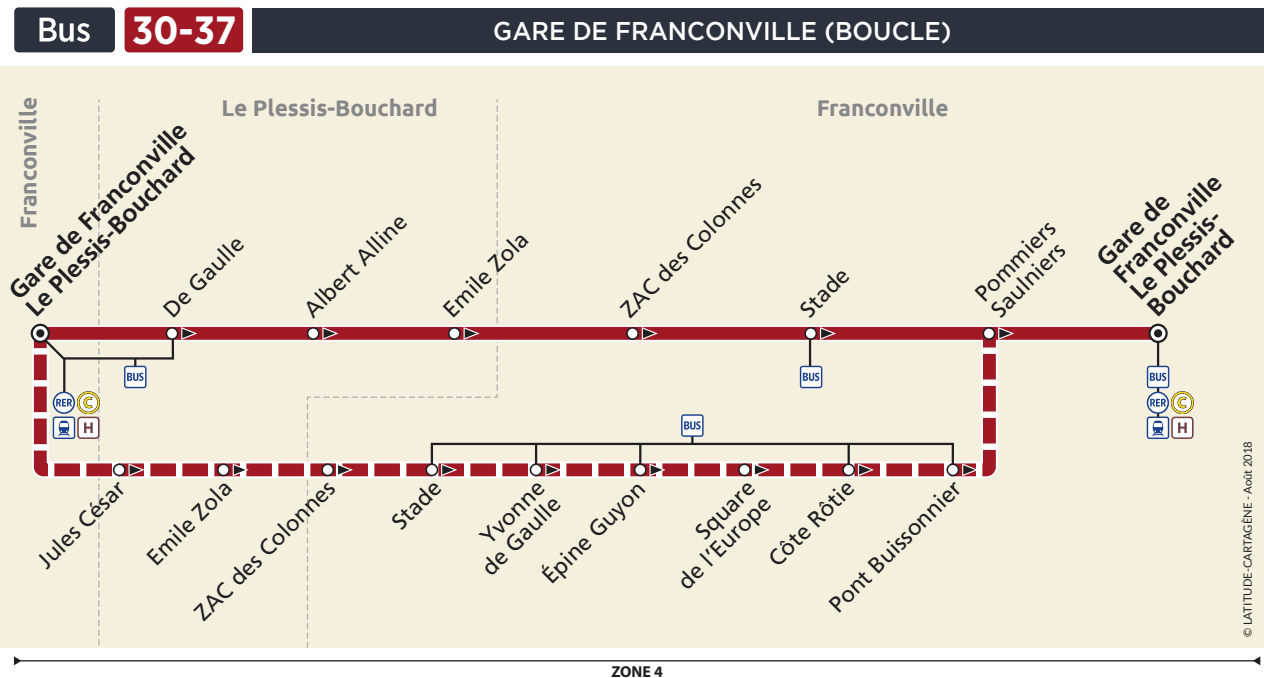 Bus 30-37 GARE DE FRANCONVILLE (BOUCLE)
Franconville
Le Plessis-Bouchard
Franconville
Gare de Franconville
Le Plessis-Bouchard
De Gaulle
Albert Alline
Emile Zola
ZAC des Colonnes
Stade
Pommiers
Saulniers
Gare de
Franconville
Le Plessis-
Bouchard
BUS
RER C
H
BUS
BUS
RER C
H
BUS
Jules César
Emile Zola
ZAC des Colonnes
Stade
Yvonne
de Gaulle
Épine Guyon
Square
de l'Europe
Côte Rôtie
Pont Buissonnier
© LATITUDE-CARTAGÈNE - Août 2018
ZONE 4